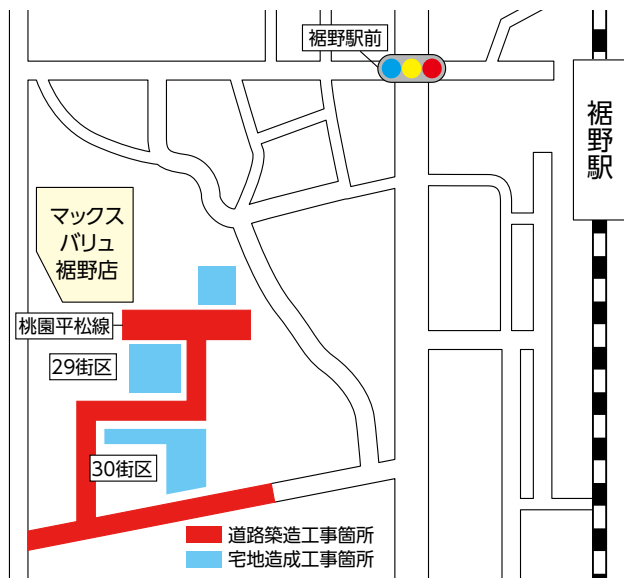 裾野駅前
裾野駅
マックス
バリュ
裾野店
桃園平松線
29街区
30街区
道路築造工事箇所
宅地造成工事箇所